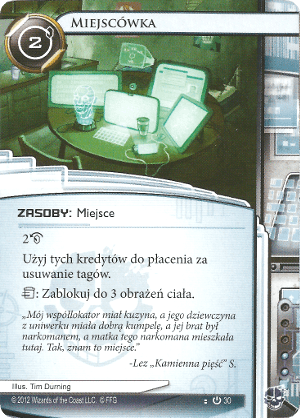 MIEJSCÓWKA
2
ZASOBY: Miejsce
2
Użyj tych kredytów do płacenia za
usuwanie tagów.
: Zablokuj do 3 obrażeń ciała.
„Mój współlokator miał kuzyna, a jego dziewczyna
z uniwerku miała dobrą kumpelę, a jej brat był
narkomanem, a matka tego narkomana mieszkała
tutaj. Tak, znam to miejsce.”
-Lez „Kamienna pięść” S.
Illus. Tim Durning
© 2012 Wizards of the Coast LLC. © FFG
30